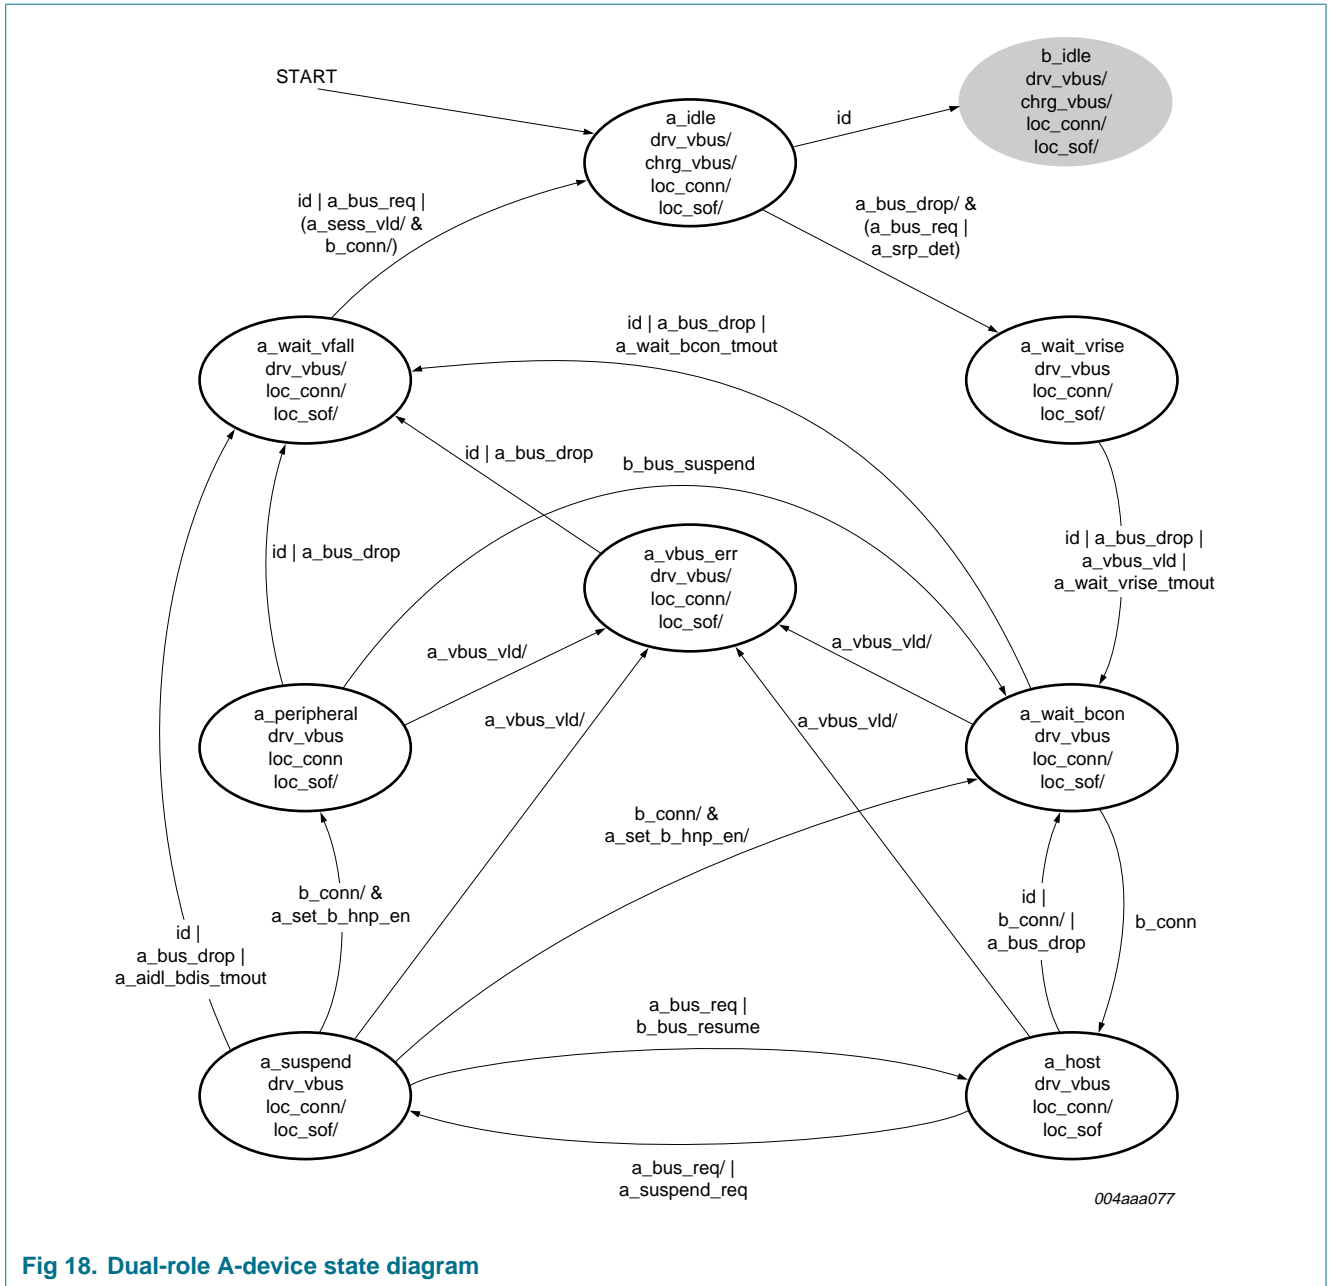 START
a_idle
drv_vbus/
chrg_vbus/
loc_conn/
loc_sof/
id
b_idle
drv_vbus/
chrg_vbus/
loc_conn/
loc_sof/
id | a_bus_req |
(a_sess_vld/ &
b_conn/)
a_bus_drop/ &
(a_bus_req |
a_srp_det)
a_wait_vfall
drv_vbus/
loc_conn/
loc_sof/
id | a_bus_drop |
a_wait_bcon_tmout
a_wait_vrise
drv_vbus
loc_conn/
loc_sof/
id | a_bus_drop
b_bus_suspend
id | a_bus_drop
a_vbus_err
drv_vbus/
loc_conn/
loc_sof/
id | a_bus_drop |
a_vbus_vld |
a_wait_vrise_tmout
a_vbus_vld/
a_vbus_vld/
a_peripheral
drv_vbus
loc_conn
loc_sof/
a_vbus_vld/
a_vbus_vld/
a_wait_bcon
drv_vbus
loc_conn/
loc_sof/
b_conn/ &
a_set_b_hnp_en/
b_conn/ &
a_set_b_hnp_en
id |
b_conn/ |
a_bus_drop
b_conn
id |
a_bus_drop |
a_aidl_bdis_tmout
a_bus_req |
b_bus_resume
a_suspend
drv_vbus
loc_conn/
loc_sof/
a_host
drv_vbus
loc_conn/
loc_sof
a_bus_req/ |
a_suspend_req
004aaa077
Fig 18. Dual-role A-device state diagram